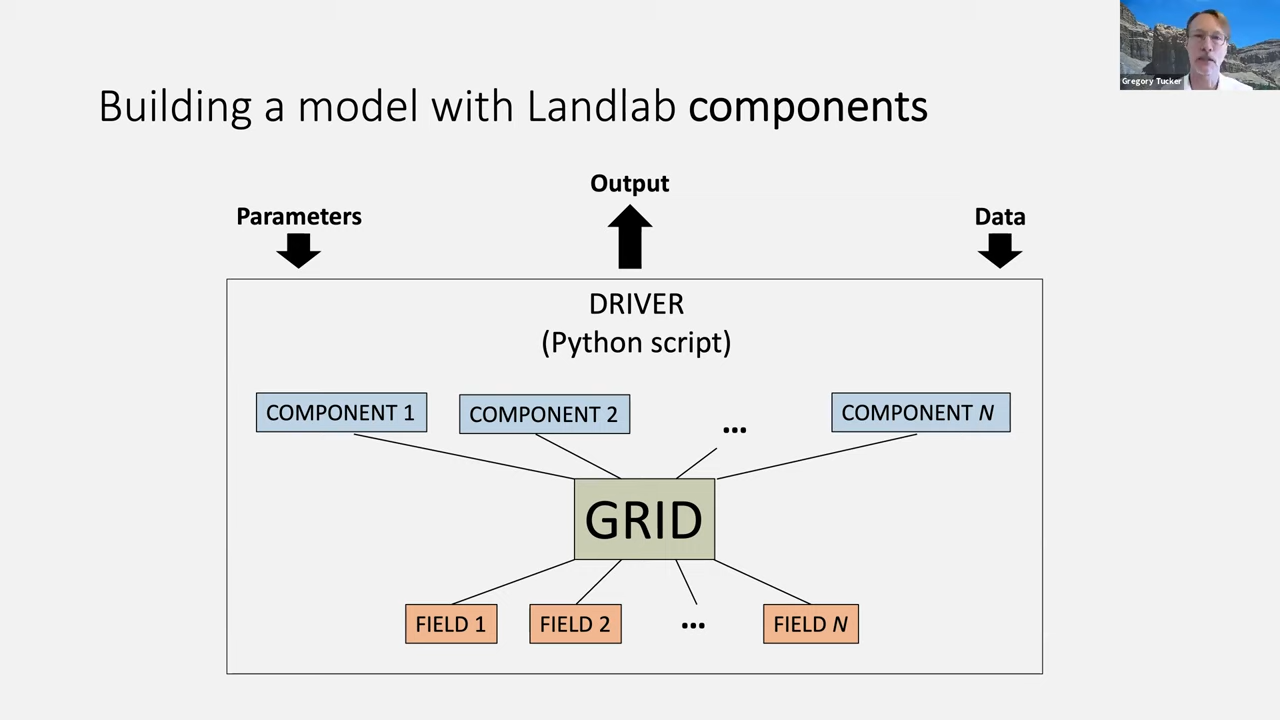 Gregory Tucker
Building a model with Landlab components
Output
Parameters
Data
DRIVER
(Python script)
COMPONENT 1
COMPONENT 2
...
COMPONENT N
GRID
FIELD 1
FIELD 2
...
FIELD N